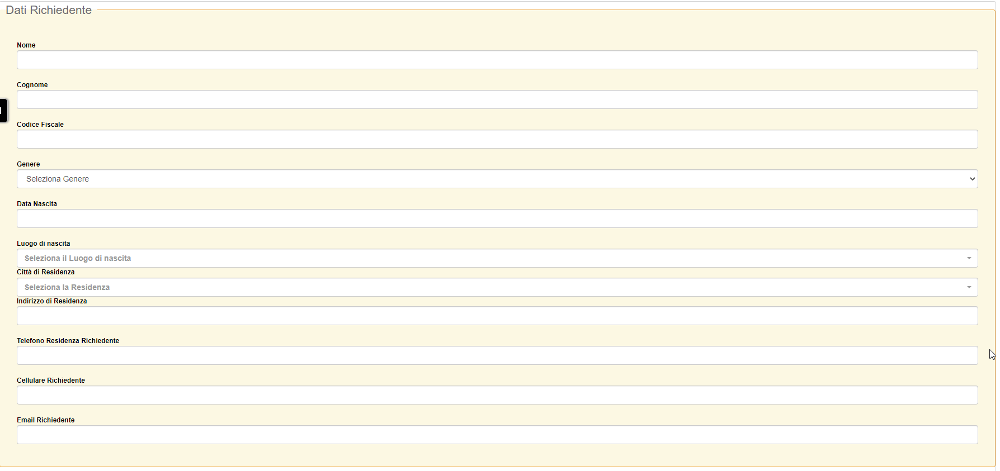 Dati Richiedente
Nome
Cognome
Codice Fiscale
Genere
Seleziona Genere
Data Nascita
Luogo di nascita
Seleziona il Luogo di nascita
Città di Residenza
Seleziona la Residenza
Indirizzo di Residenza
Telefono Residenza Richiedente
Cellulare Richiedente
Email Richiedente